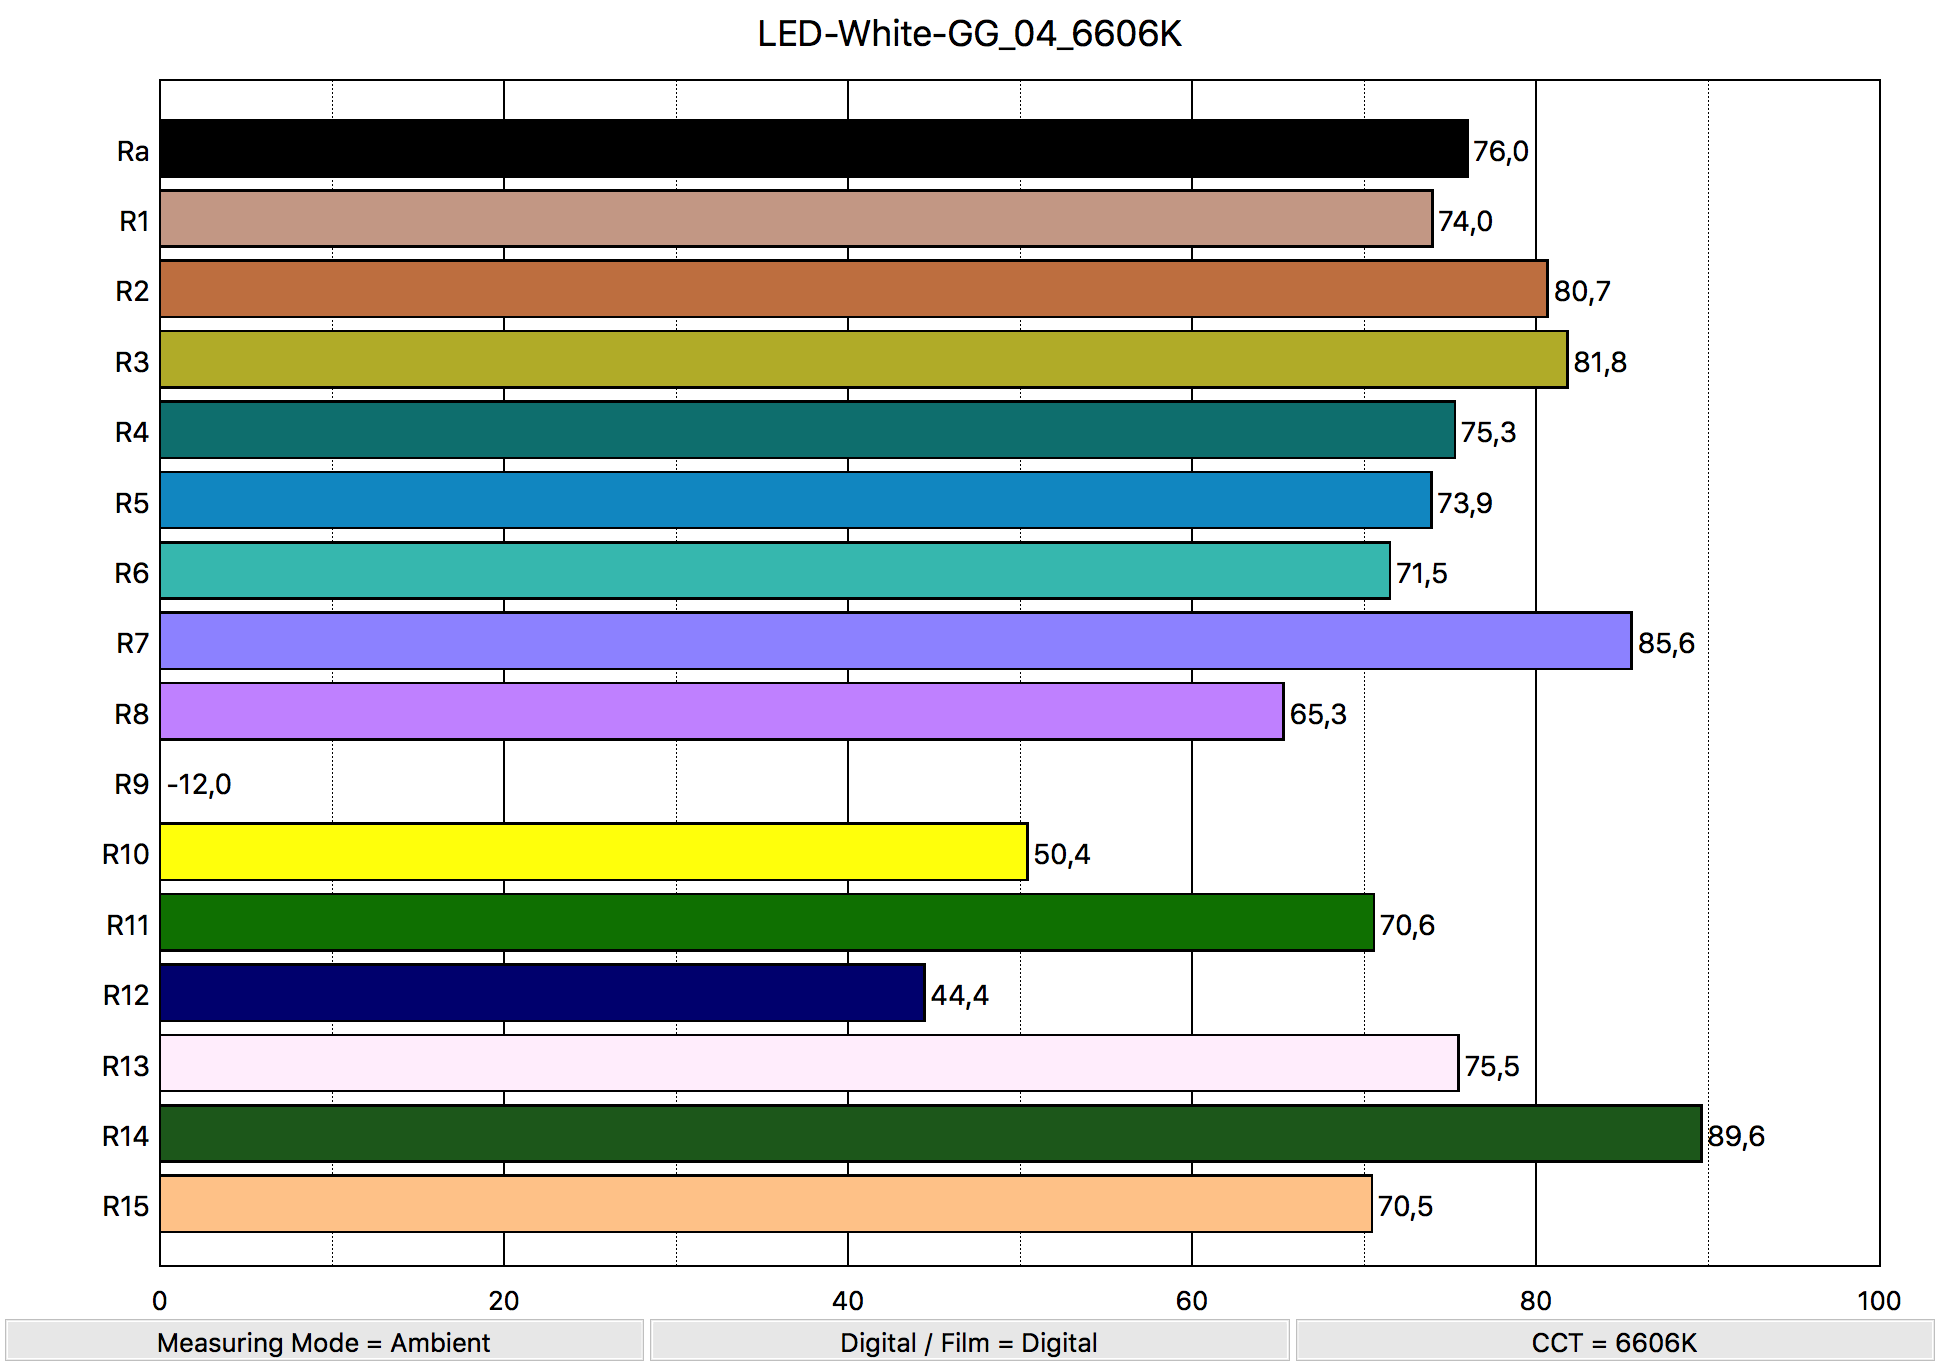 LED-White-GG_04_6606K
Ra 76,0
R1 74,0
R2 80,7
R3 81,8
R4 75,3
R5 73,9
R6 71,5
R7 85,6
R8 65,3
R9 -12,0
R10 50,4
R11 70,6
R12 44,4
R13 75,5
R14 89,6
R15 70,5
0 20 40 60 80 100
Measuring Mode = Ambient Digital / Film = Digital CCT = 6606K